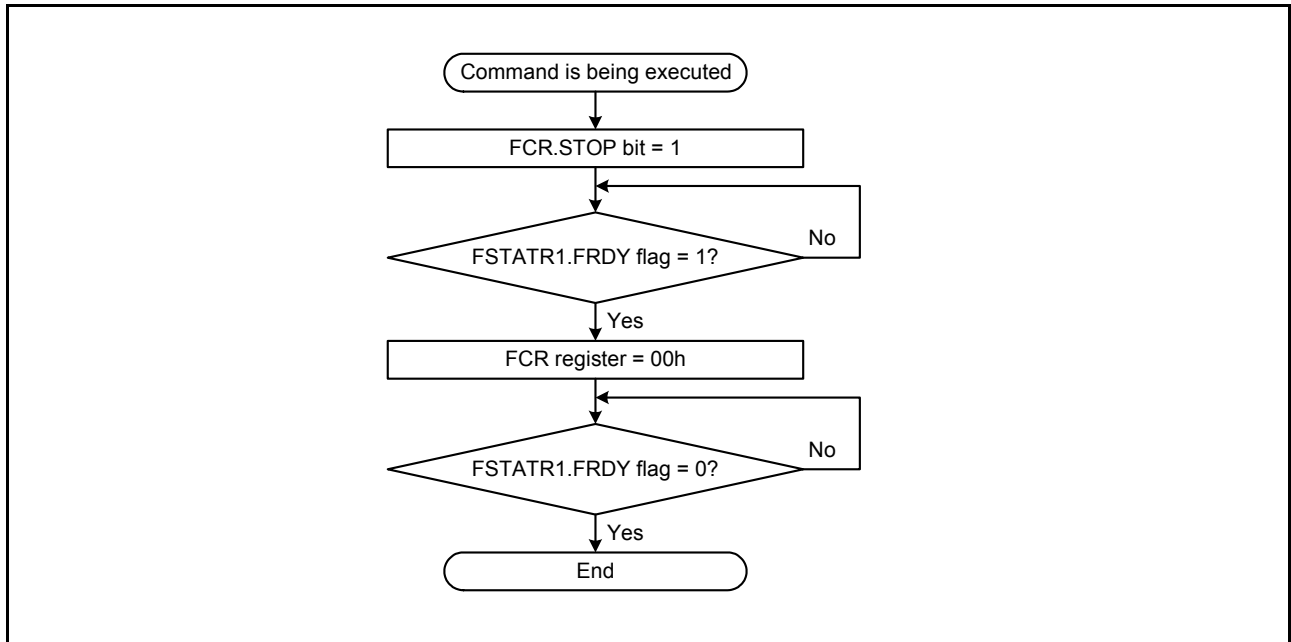 Command is being executed
FCR.STOP bit = 1
FSTATR1.FRDY flag = 1?
No
Yes
FCR register = 00h
FSTATR1.FRDY flag = 0?
No
Yes
End